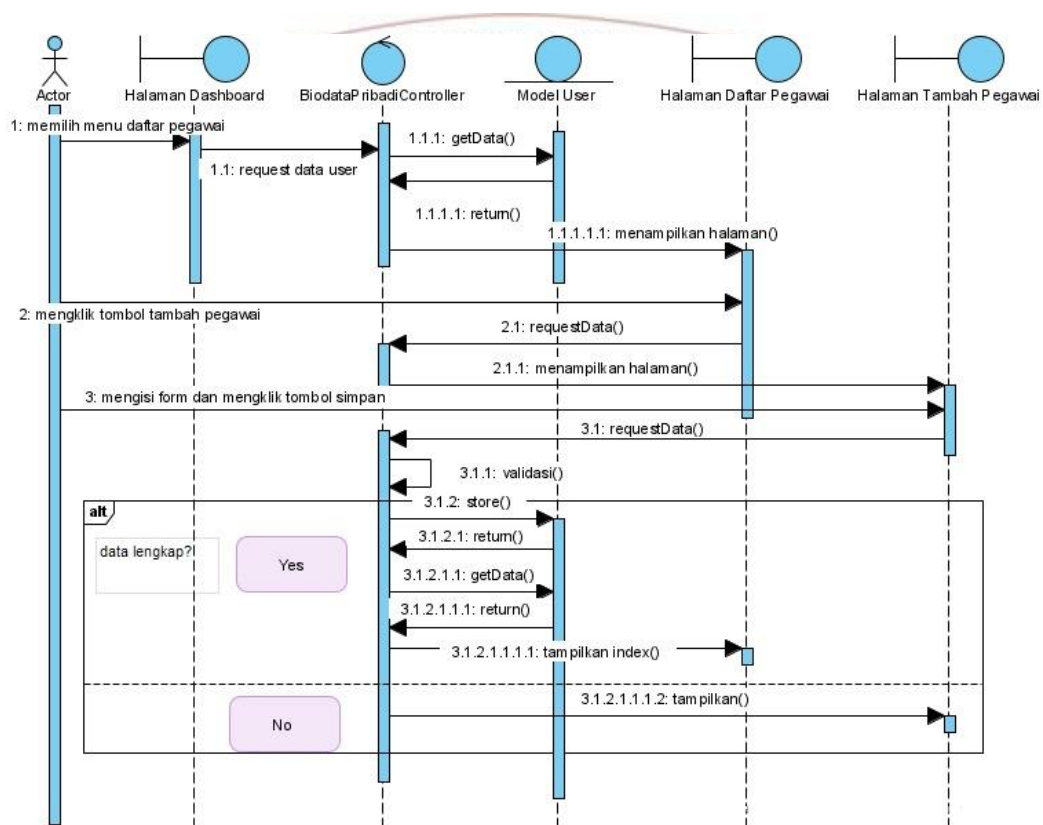 Actor
Halaman Dashboard
BiodataPribadiController
Model User
Halaman Daftar Pegawai
Halaman Tambah Pegawai
1: memilih menu daftar pegawai
1.1: request data user
1.1.1: getData()
1.1.1.1: return()
1.1.1.1.1: menampilkan halaman()
2: mengklik tombol tambah pegawai
2.1: requestData()
2.1.1: menampilkan halaman()
3: mengisi form dan mengklik tombol simpan
3.1: requestData()
3.1.1: validasi()
alt
3.1.2: store()
data lengkap?!
Yes
3.1.2.1: return()
3.1.2.1.1: getData()
3.1.2.1.1.1: return()
3.1.2.1.1.1.1: tampilkan index()
3.1.2.1.1.1.2: tampilkan()
No